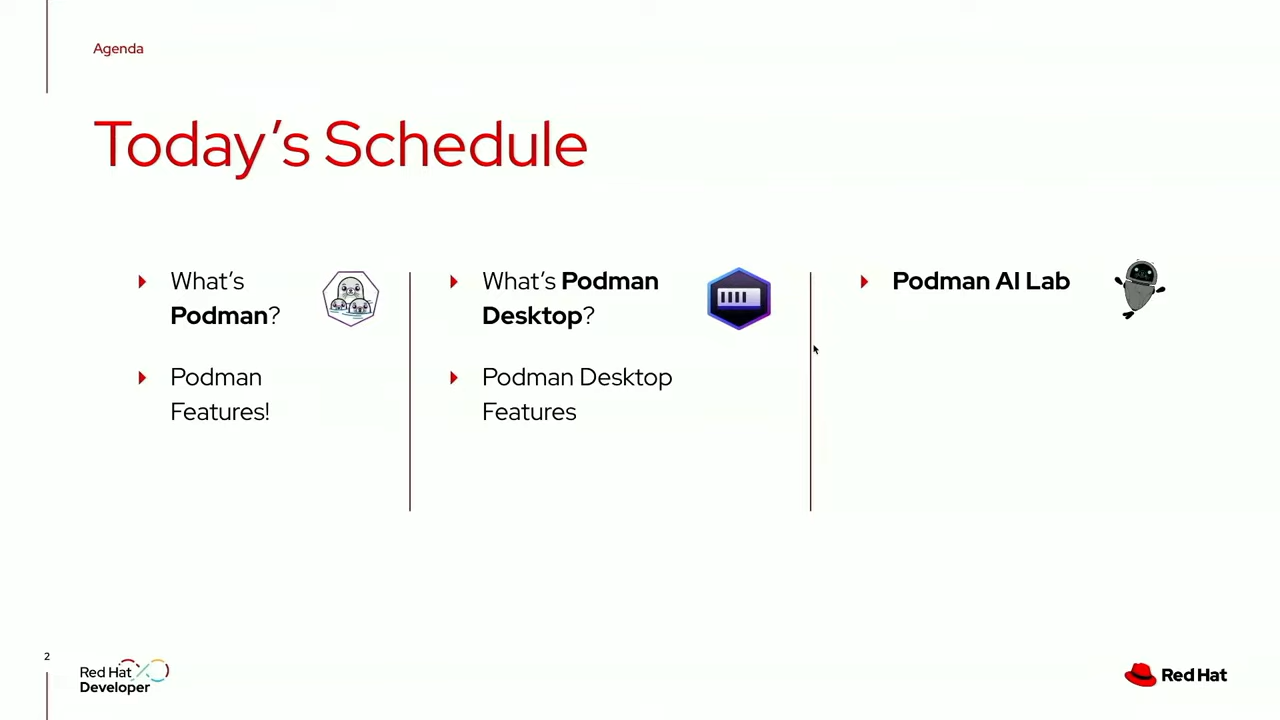 Agenda
Today’s Schedule
What’s
Podman?
Podman
Features!
What’s Podman
Desktop?
Podman Desktop
Features
Podman AI Lab
2
Red Hat
Developer
Red Hat